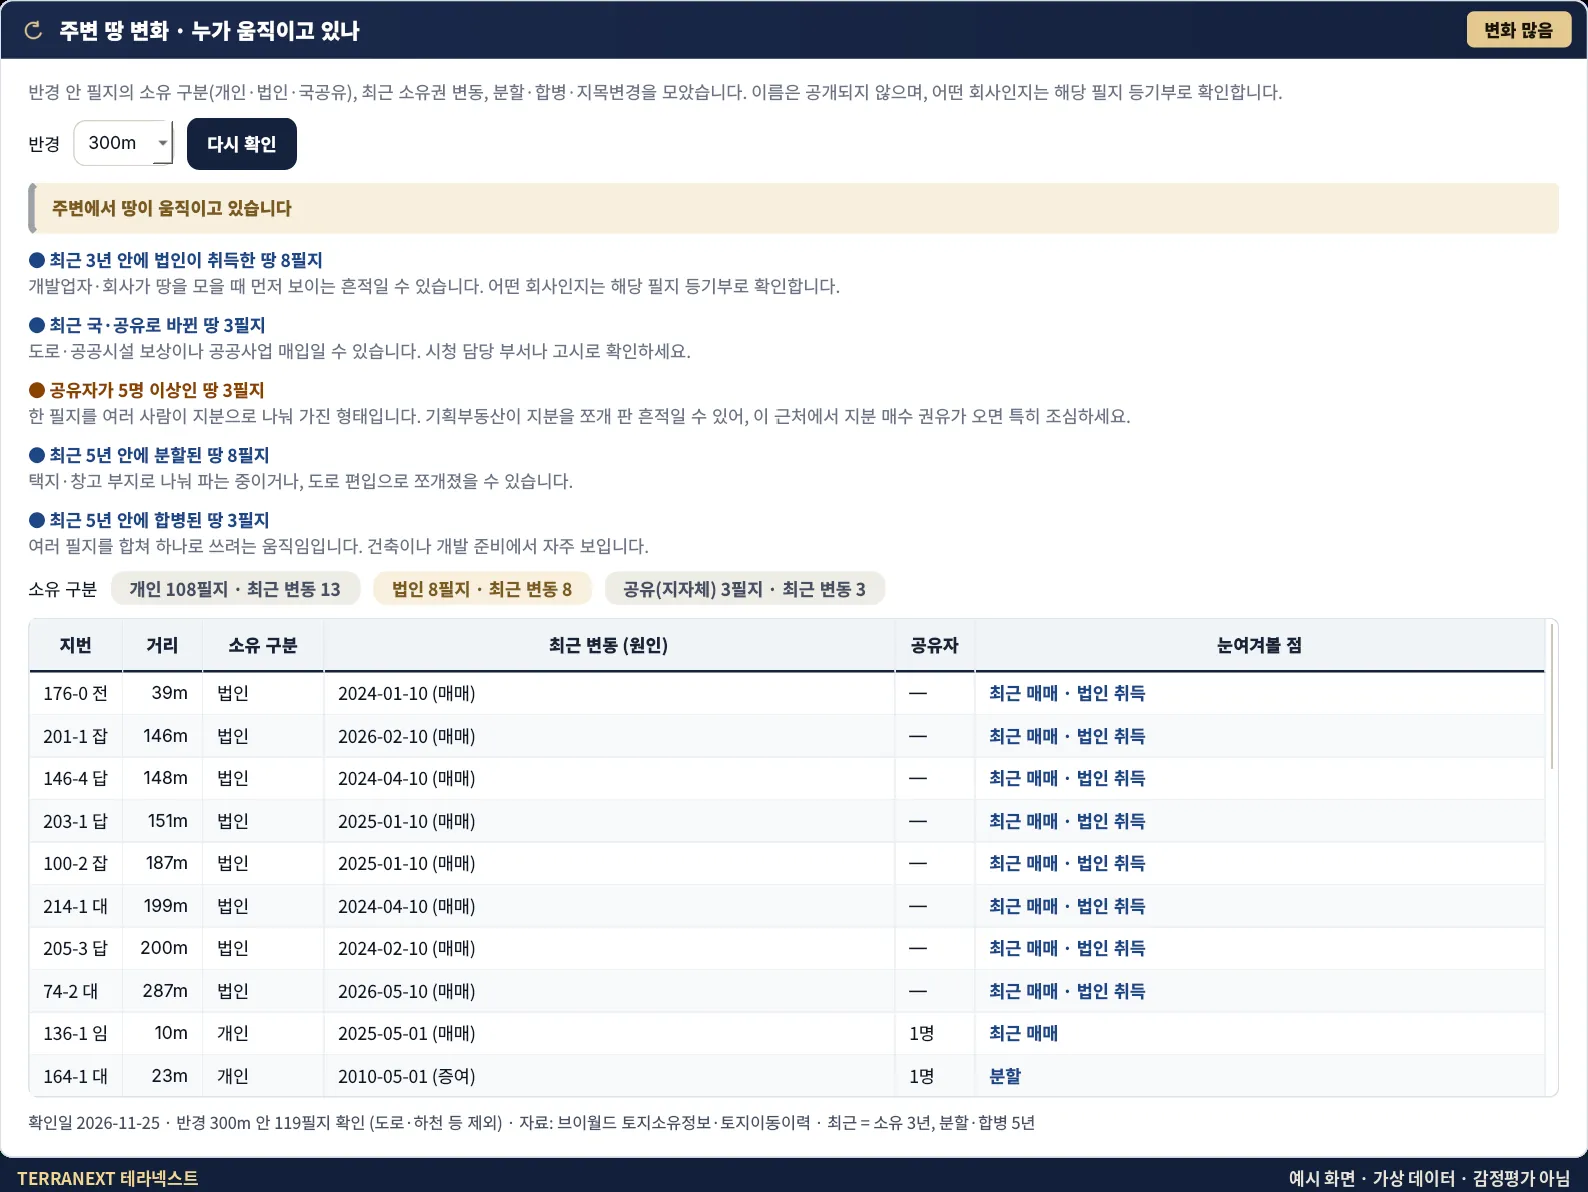 주변 땅 변화 · 누가 움직이고 있나
변화 많음
반경 안 필지의 소유 구분(개인·법인·국공유), 최근 소유권 변동, 분할·합병·지목변경을 모았습니다. 이름은 공개되지 않으며, 어떤 회사인지는 해당 필지 등기부로 확인합니다.
반경 300m 다시 확인
주변에서 땅이 움직이고 있습니다
최근 3년 안에 법인이 취득한 땅 8필지
개발업자·회사가 땅을 모을 때 먼저 보이는 흔적일 수 있습니다. 어떤 회사인지는 해당 필지 등기부로 확인합니다.
최근 국·공유로 바뀐 땅 3필지
도로·공공시설 보상이나 공공사업 매입일 수 있습니다. 시청 담당 부서나 고시로 확인하세요.
공유자가 5명 이상인 땅 3필지
한 필지를 여러 사람이 지분으로 나눠 가진 형태입니다. 기획부동산이 지분을 쪼개 판 흔적일 수 있어, 이 근처에서 지분 매수 권유가 오면 특히 조심하세요.
최근 5년 안에 분할된 땅 8필지
택지·창고 부지로 나눠 파는 중이거나, 도로 편입으로 쪼개졌을 수 있습니다.
최근 5년 안에 합병된 땅 3필지
여러 필지를 합쳐 하나로 쓰려는 움직임입니다. 건축이나 개발 준비에서 자주 보입니다.
소유 구분 개인 108필지 · 최근 변동 13 법인 8필지 · 최근 변동 8 공유(지자체) 3필지 · 최근 변동 3
지번 거리 소유 구분 최근 변동 (원인) 공유자 눈여겨볼 점
176-0 전 39m 법인 2024-01-10 (매매) — 최근 매매 · 법인 취득
201-1 잡 146m 법인 2026-02-10 (매매) — 최근 매매 · 법인 취득
146-4 답 148m 법인 2024-04-10 (매매) — 최근 매매 · 법인 취득
203-1 답 151m 법인 2025-01-10 (매매) — 최근 매매 · 법인 취득
100-2 잡 187m 법인 2025-01-10 (매매) — 최근 매매 · 법인 취득
214-1 대 199m 법인 2024-04-10 (매매) — 최근 매매 · 법인 취득
205-3 답 200m 법인 2024-02-10 (매매) — 최근 매매 · 법인 취득
74-2 대 287m 법인 2026-05-10 (매매) — 최근 매매 · 법인 취득
136-1 임 10m 개인 2025-05-01 (매매) 1명 최근 매매
164-1 대 23m 개인 2010-05-01 (증여) 1명 분할
확인일 2026-11-25 · 반경 300m 안 119필지 확인 (도로·하천 등 제외) · 자료: 브이월드 토지소유정보·토지이동이력 · 최근 = 소유 3년, 분할·합병 5년
TERRANEXT 테라넥스트
예시 화면 · 가상 데이터 · 감정평가 아님